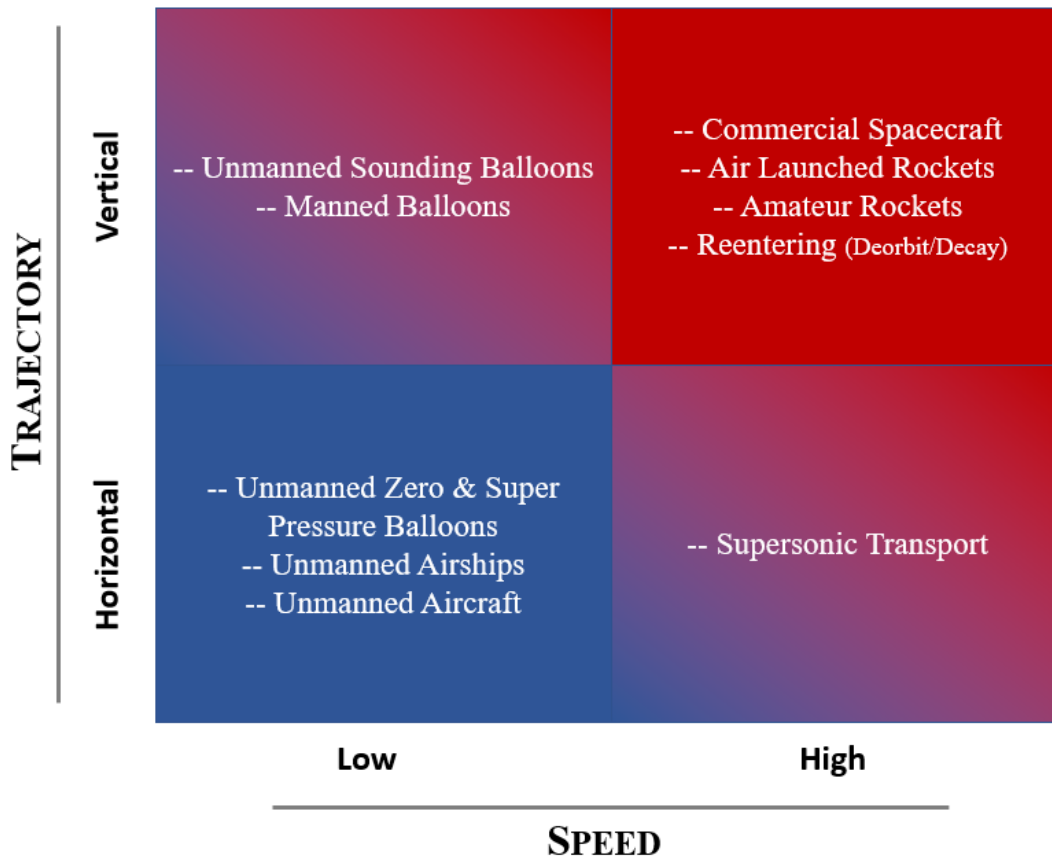 TRAJECTORY
Vertical
-- Unmanned Sounding Balloons
-- Manned Balloons
-- Commercial Spacecraft
-- Air Launched Rockets
-- Amateur Rockets
-- Reentering (Deorbit/Decay)
Horizontal
-- Unmanned Zero & Super
Pressure Balloons
-- Unmanned Airships
-- Unmanned Aircraft
-- Supersonic Transport
Low
High
SPEED